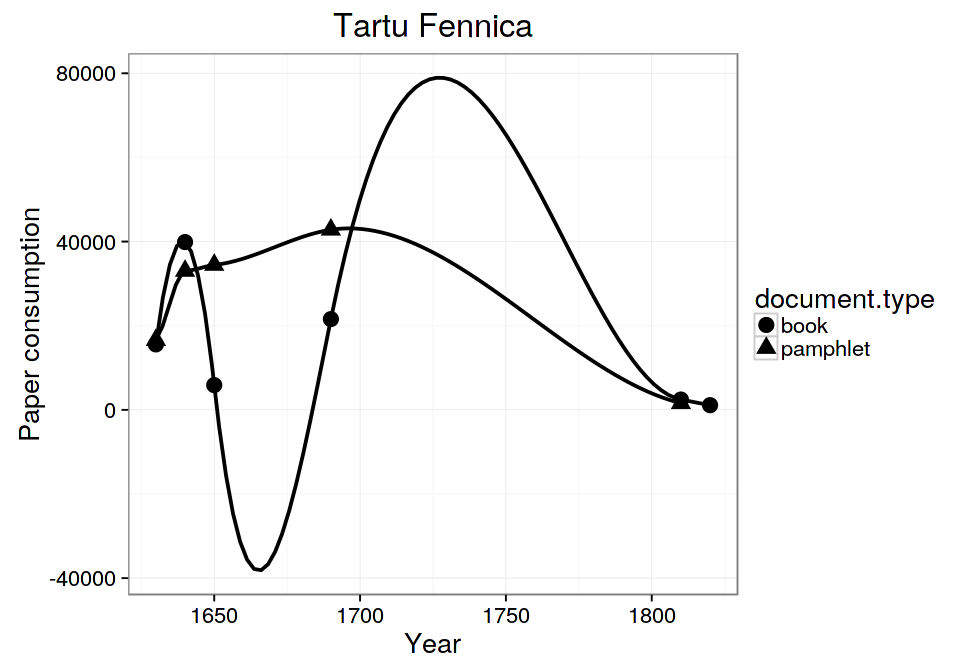 Tartu Fennica
80000
40000
0
-40000
Paper consumption
1650
1700
1750
1800
Year
document.type
book
pamphlet